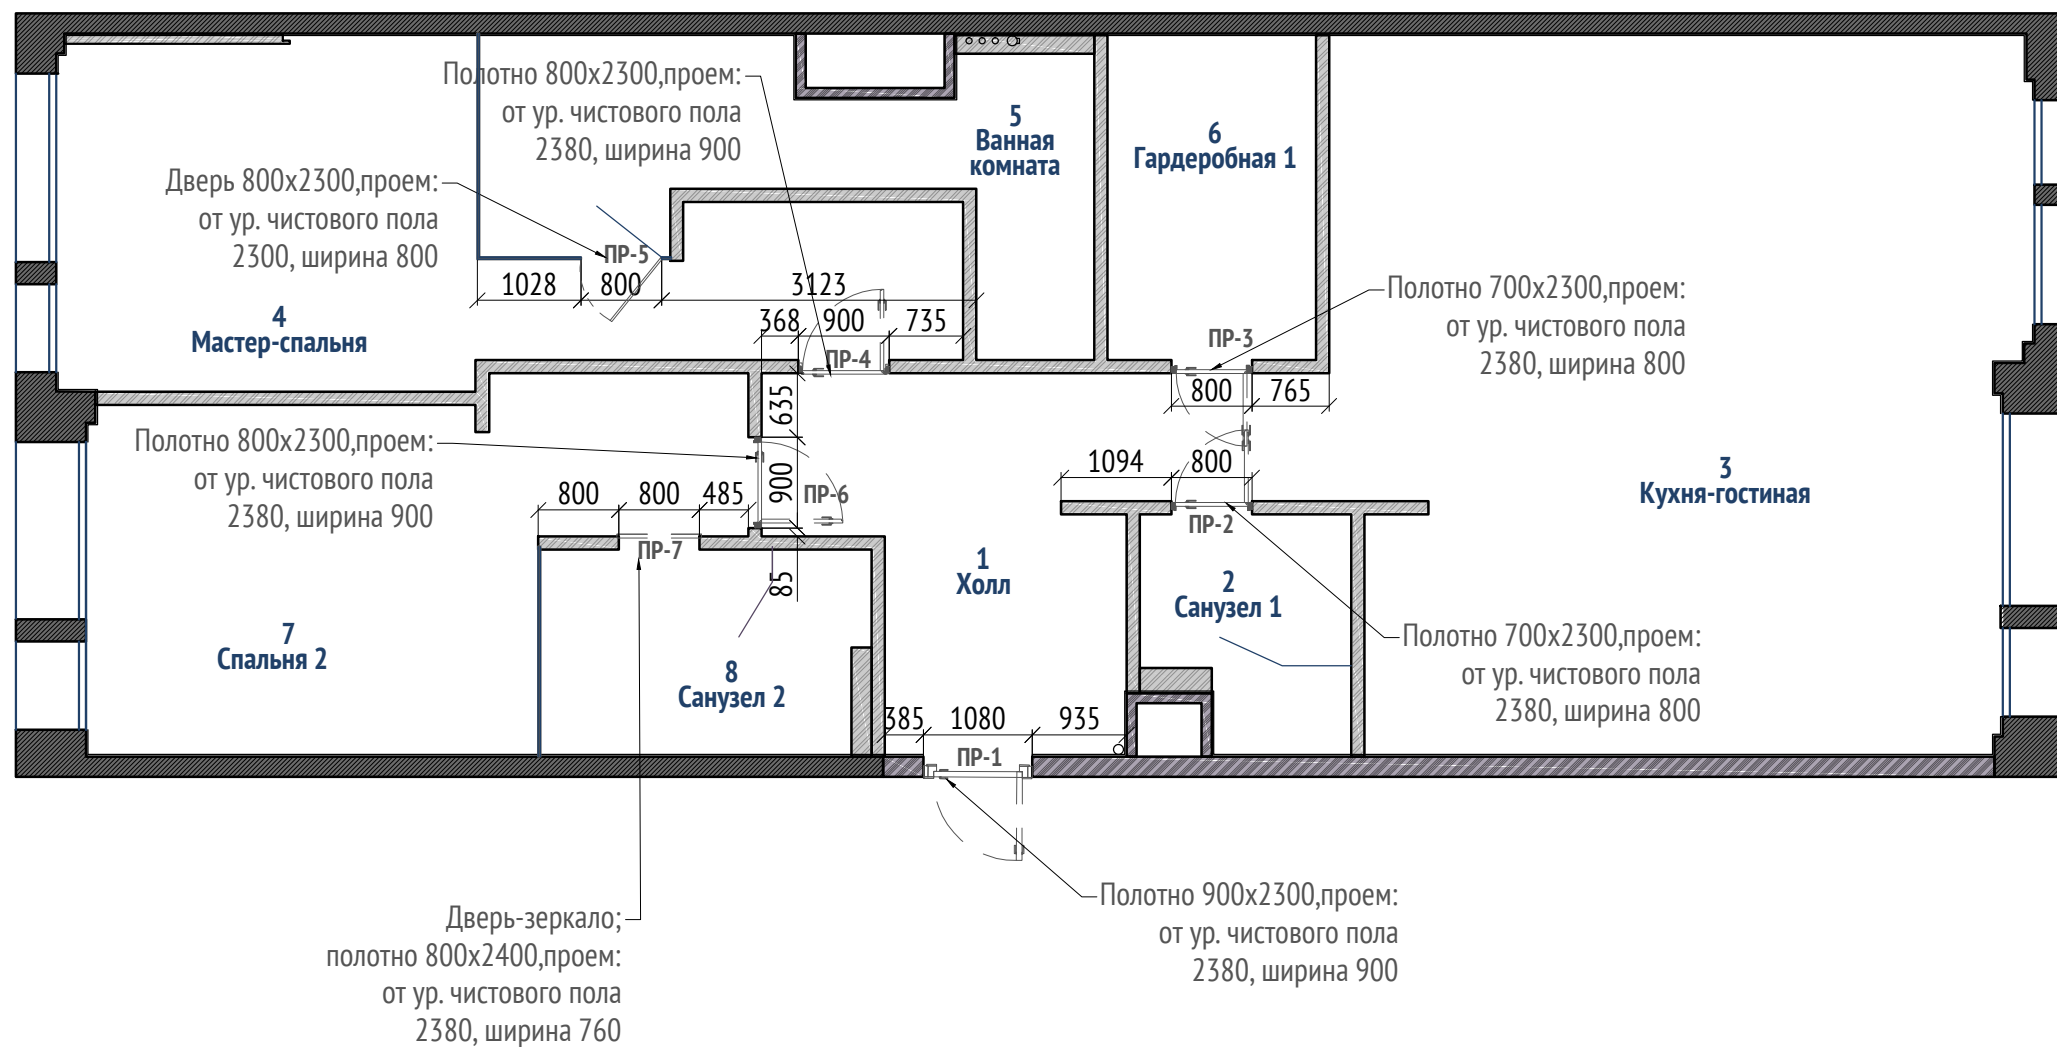 Полотно 800х2300,проем:
от ур. чистового пола
2380, ширина 900
5
Ванная
комната
6
Гардеробная 1
Дверь 800х2300,проем:
от ур. чистового пола
2300, ширина 800
ПР-5
1028
800
3123
4
Мастер-спальня
368
900
735
ПР-4
ПР-3
Полотно 700х2300,проем:
от ур. чистового пола
2380, ширина 800
800
765
635
Полотно 800х2300,проем:
от ур. чистового пола
2380, ширина 900
800
800
485
900
ПР-6
1094
800
ПР-2
3
Кухня-гостиная
ПР-7
85
1
Холл
2
Санузел 1
7
Спальня 2
8
Санузел 2
Полотно 700х2300,проем:
от ур. чистового пола
2380, ширина 800
385
1080
935
ПР-1
Полотно 900х2300,проем:
от ур. чистового пола
2380, ширина 900
Дверь-зеркало;
полотно 800х2400,проем:
от ур. чистового пола
2380, ширина 760